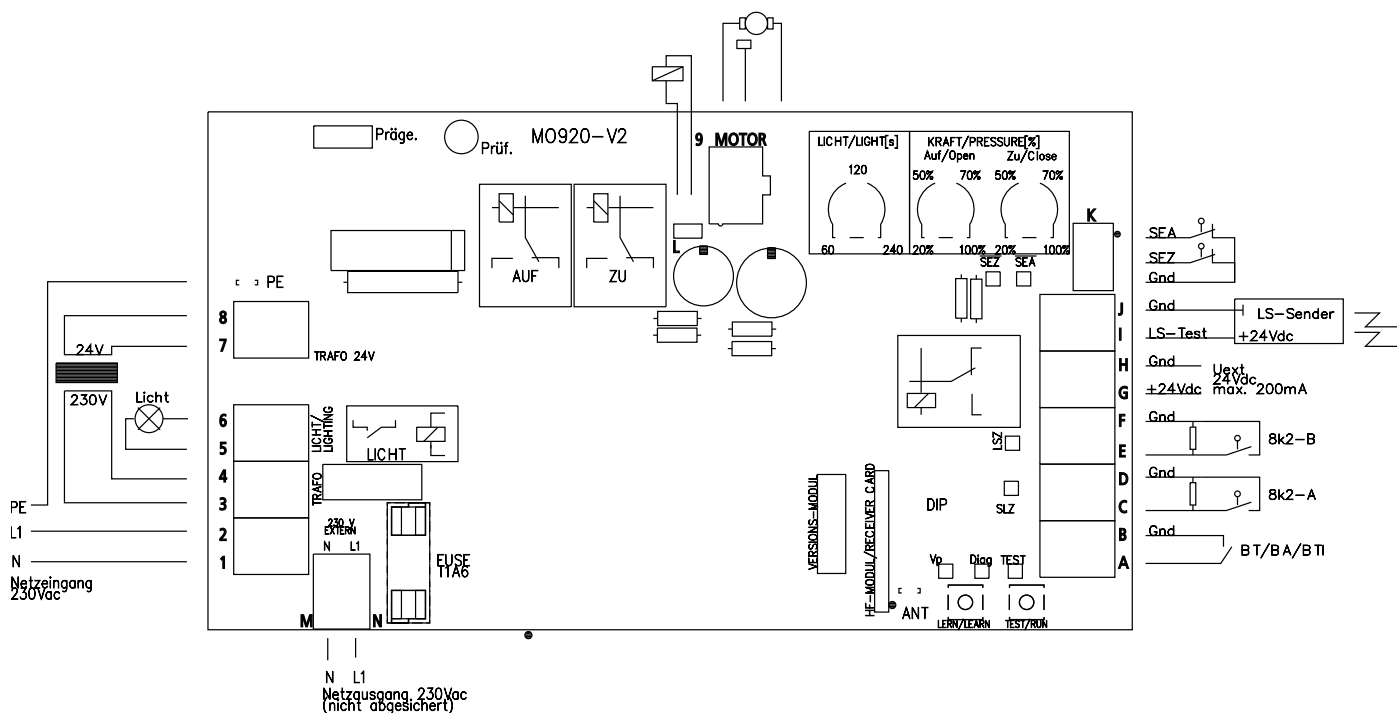 Präge.
Prüf.
MO920-V2
9 MOTOR
LICHT/LIGHT[s]
120
60 240
KRAFT/PRESSURE[%]
Auf/Open Zu/Close
50% 70% 50% 70%
20% 100% 20% 100%
K
L
AUF
ZU
SEZ SEA
PE
8
7
TRAFO 24V
24V
230V
Licht
6
5
LICHT/
LIGHTING
LICHT
4
3
TRAFO
2
1
PE
L1
N
Netzeingang
230Vac
230 V
EXTERN
N L1
M N
FUSE
T1A6
N L1
Netzausgang 230Vac
(nicht abgesichert)
VERSIONS-MODUL
HF-MODUL/RECEIVER CARD
LSZ
SLZ
DIP
Vp Diag TEST
ANT
LERN/LEARN
TEST/RUN
SEA
SEZ
Gnd
J Gnd
LS-Sender
I LS-Test +24Vdc
H Gnd
Uext
24Vdc
G +24Vdc max. 200mA
F Gnd
E 8k2-B
D Gnd
C 8k2-A
B Gnd
A BT/BA/BTI